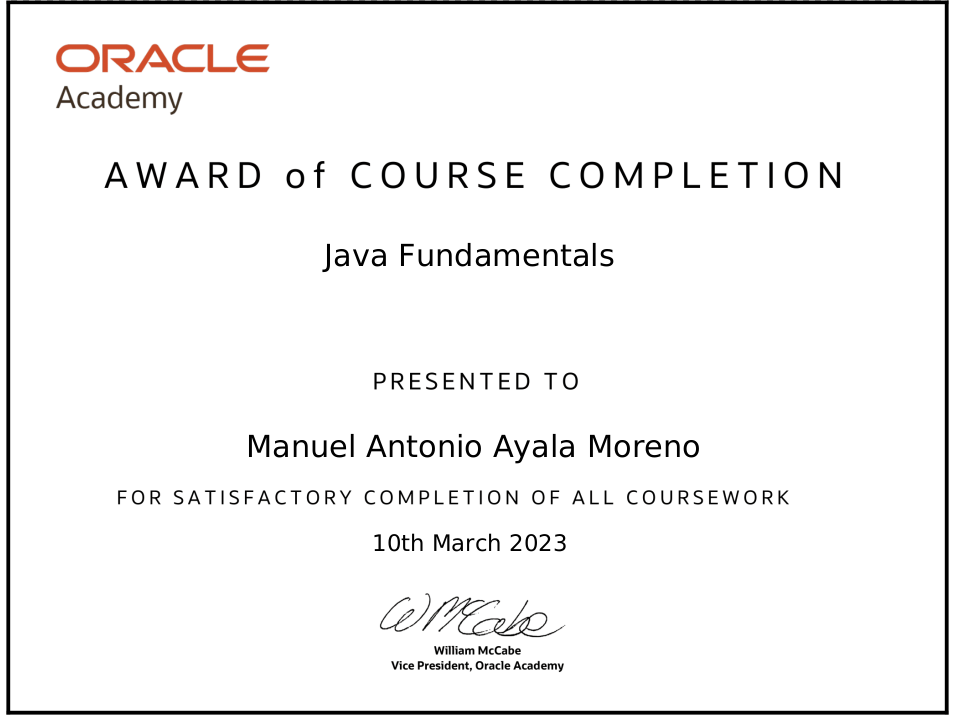 ORACLE
Academy
AWARD of COURSE COMPLETION
Java Fundamentals
PRESENTED TO
Manuel Antonio Ayala Moreno
FOR SATISFACTORY COMPLETION OF ALL COURSEWORK
10th March 2023
W McCabe
William McCabe
Vice President, Oracle Academy